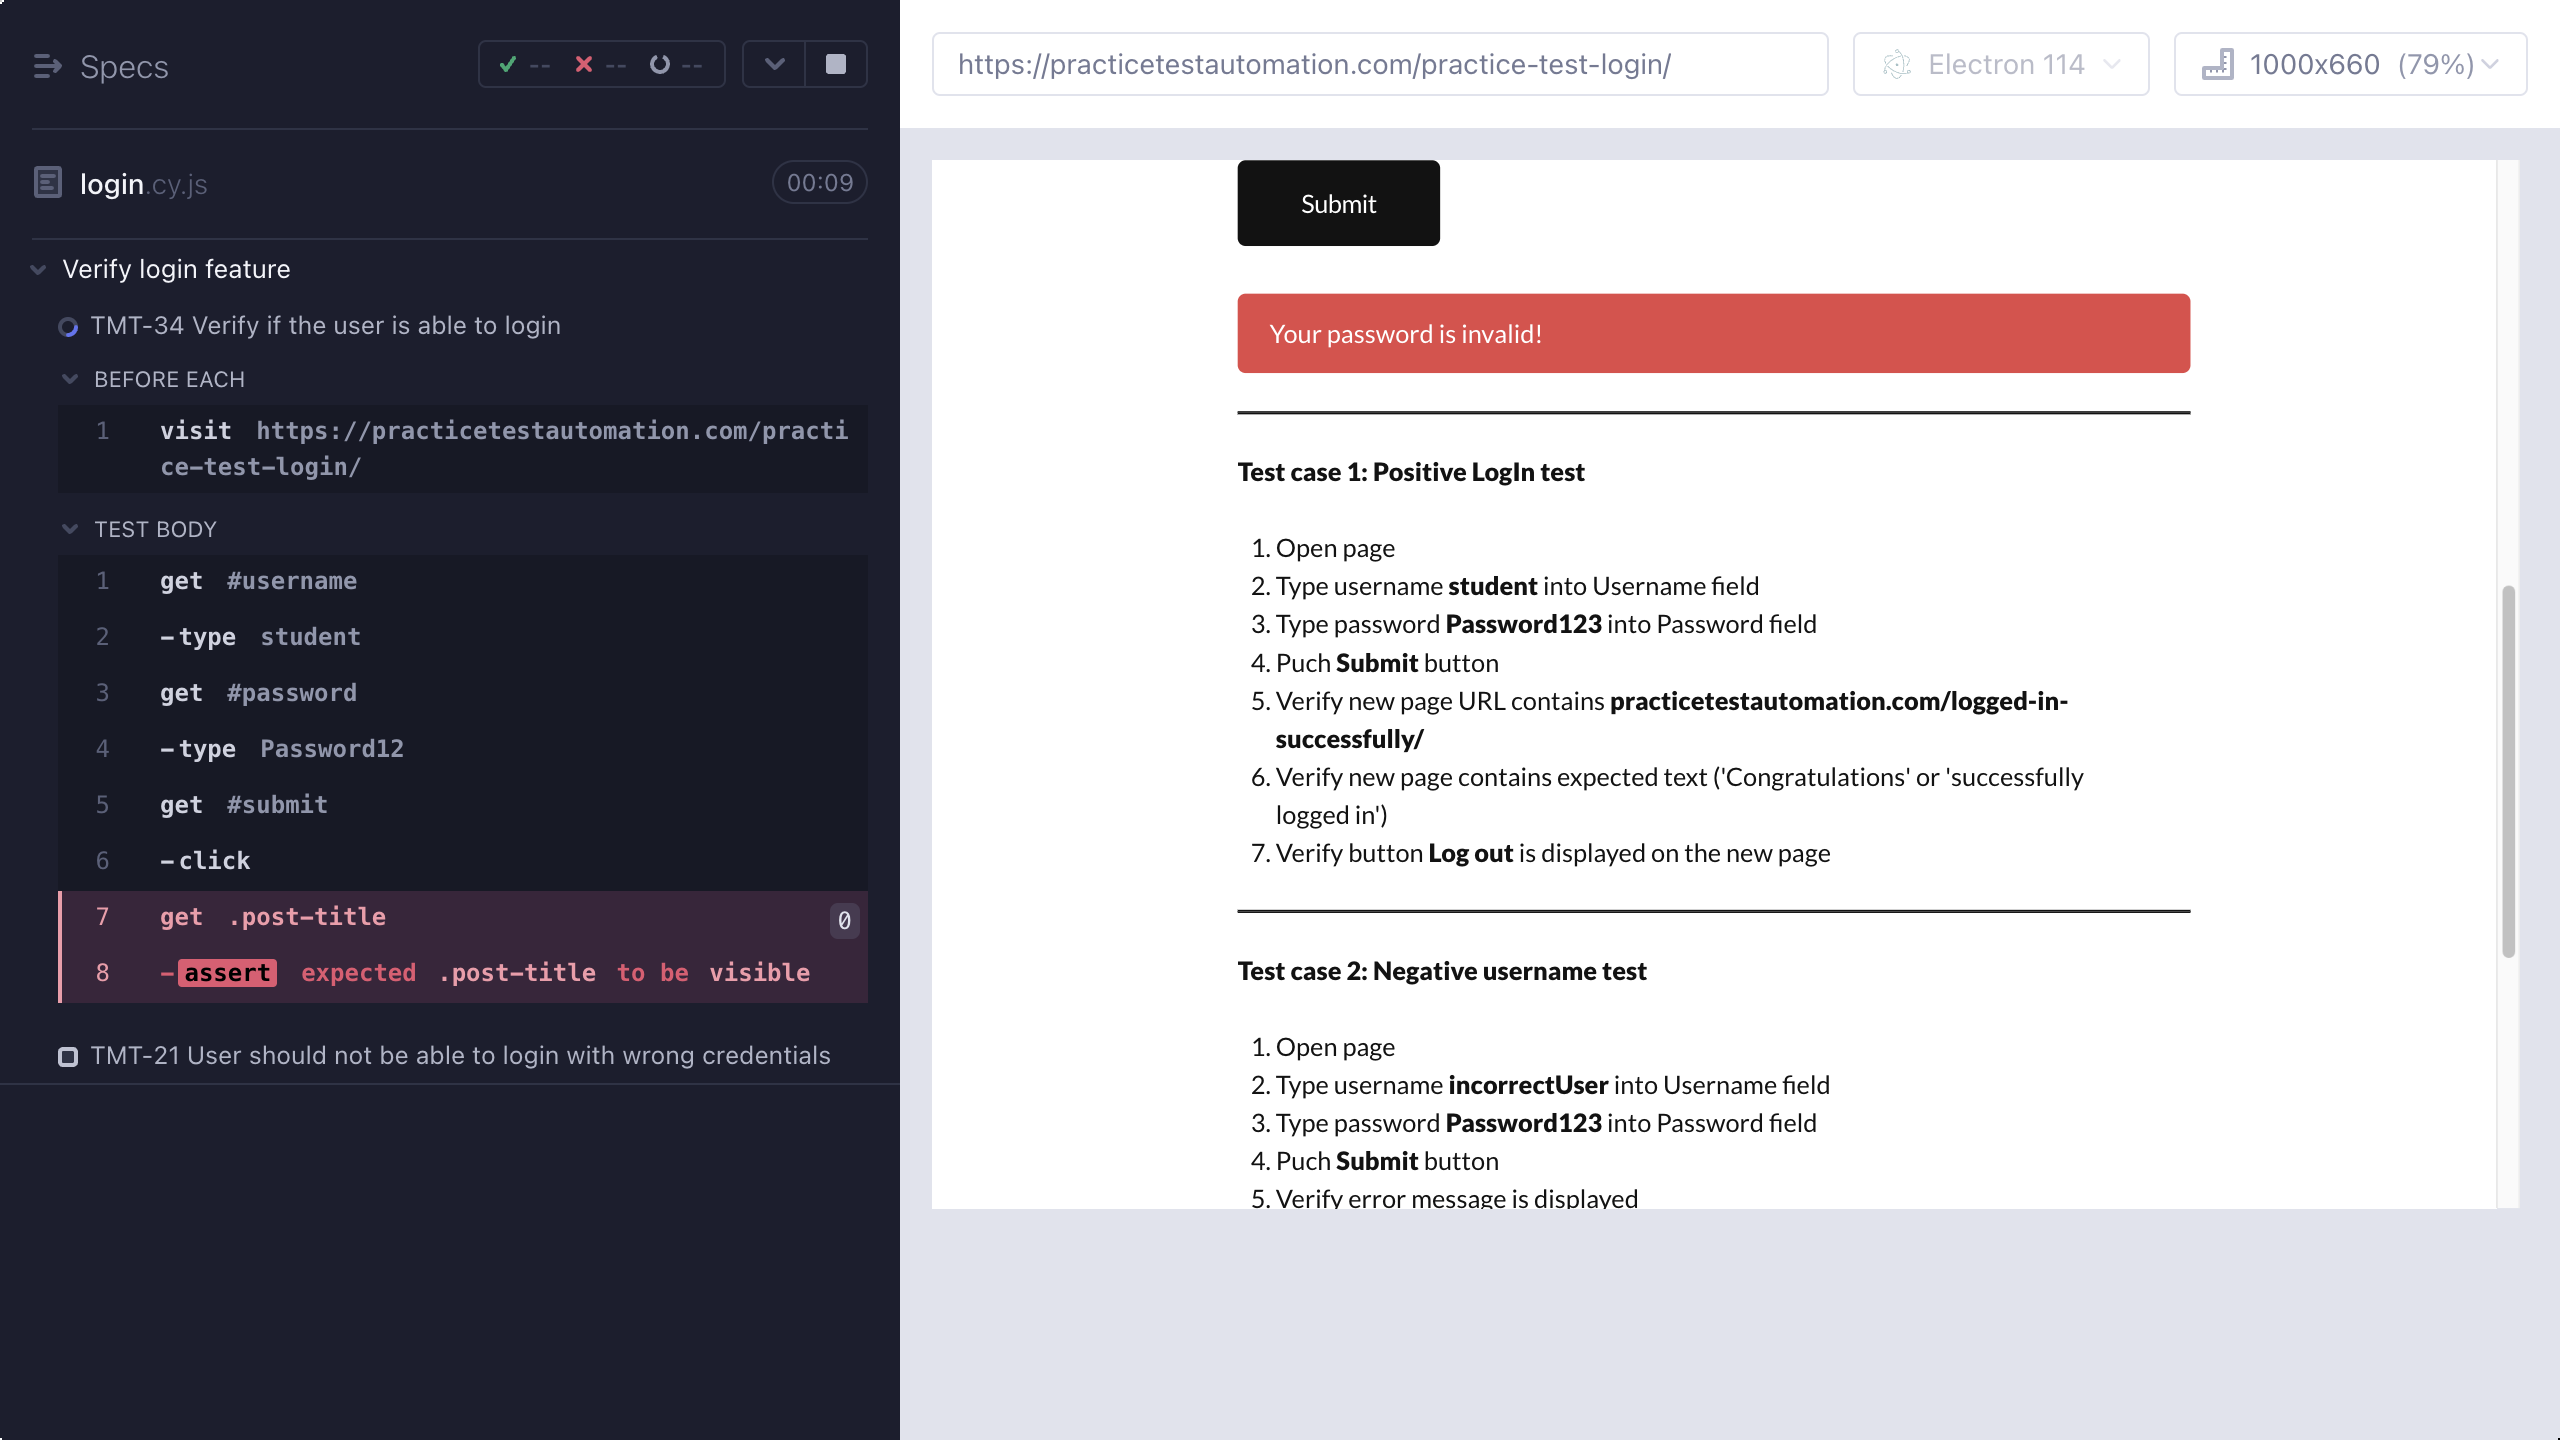 Specs
-- -- --
login.cy.js
00:09
Verify login feature
TMT-34 Verify if the user is able to login
BEFORE EACH
1 visit https://practicetestautomation.com/practi
ce-test-login/
TEST BODY
1 get #username
2 -type student
3 get #password
4 -type Password12
5 get #submit
6 -click
7 get .post-title 0
8 -assert expected .post-title to be visible
TMT-21 User should not be able to login with wrong credentials
https://practicetestautomation.com/practice-test-login/
Electron 114
1000x660 (79%)
Submit
Your password is invalid!
Test case 1: Positive LogIn test
1. Open page
2. Type username student into Username field
3. Type password Password123 into Password field
4. Puch Submit button
5. Verify new page URL contains practicetestautomation.com/logged-in-
successfully/
6. Verify new page contains expected text ('Congratulations' or 'successfully
logged in')
7. Verify button Log out is displayed on the new page
Test case 2: Negative username test
1. Open page
2. Type username incorrectUser into Username field
3. Type password Password123 into Password field
4. Puch Submit button
5. Verify error message is displayed